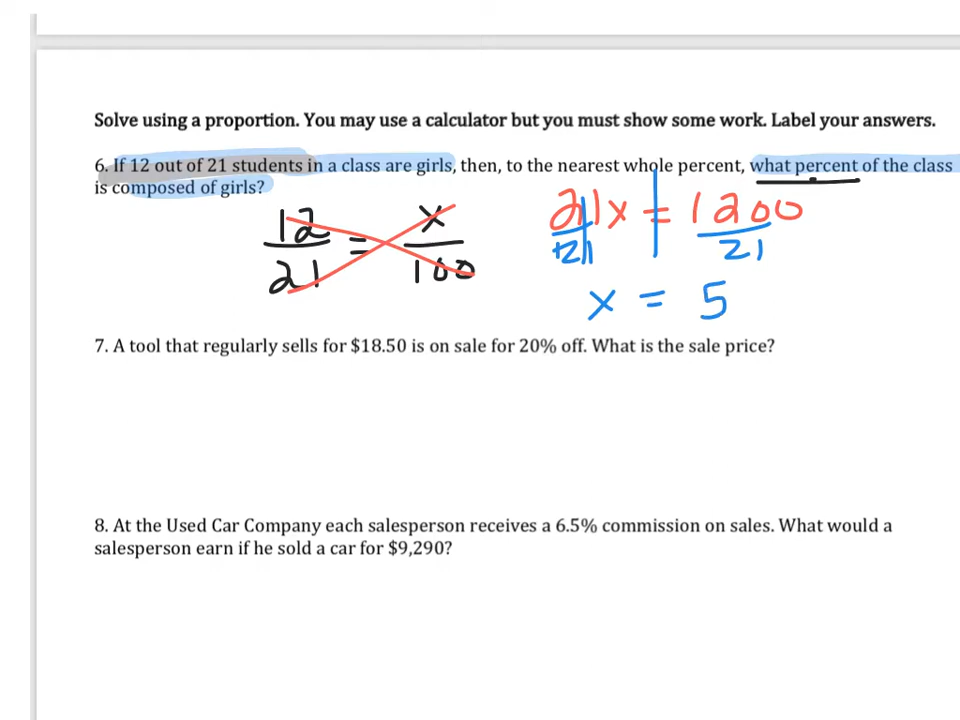 Solve using a proportion. You may use a calculator but you must show some work. Label your answers.
6. If 12 out of 21 students in a class are girls, then, to the nearest whole percent, what percent of the class
is composed of girls?
12/21 = x/100
21x = 1200
21 21
x = 5
7. A tool that regularly sells for $18.50 is on sale for 20% off. What is the sale price?
8. At the Used Car Company each salesperson receives a 6.5% commission on sales. What would a
salesperson earn if he sold a car for $9,290?